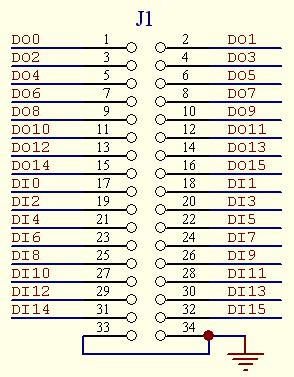 J1
DO0 1 2 DO1
DO2 3 4 DO3
DO4 5 6 DO5
DO6 7 8 DO7
DO8 9 10 DO9
DO10 11 12 DO11
DO12 13 14 DO13
DO14 15 16 DO15
DI0 17 18 DI1
DI2 19 20 DI3
DI4 21 22 DI5
DI6 23 24 DI7
DI8 25 26 DI9
DI10 27 28 DI11
DI12 29 30 DI13
DI14 31 32 DI15
33 34